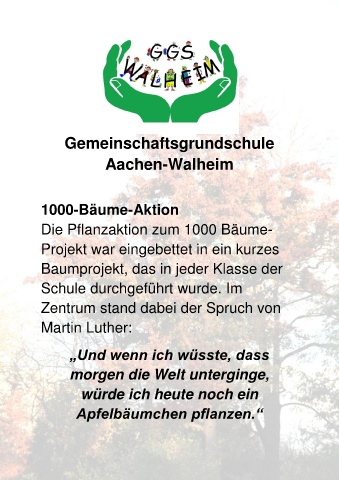 GGS
WALHEIM
Gemeinschaftsgrundschule
Aachen-Walheim
1000-Bäume-Aktion
Die Pflanzaktion zum 1000 Bäume-
Projekt war eingebettet in ein kurzes
Baumprojekt, das in jeder Klasse der
Schule durchgeführt wurde. Im
Zentrum stand dabei der Spruch von
Martin Luther:
„Und wenn ich wüsste, dass
morgen die Welt unterginge,
würde ich heute noch ein
Apfelbäumchen pflanzen.“